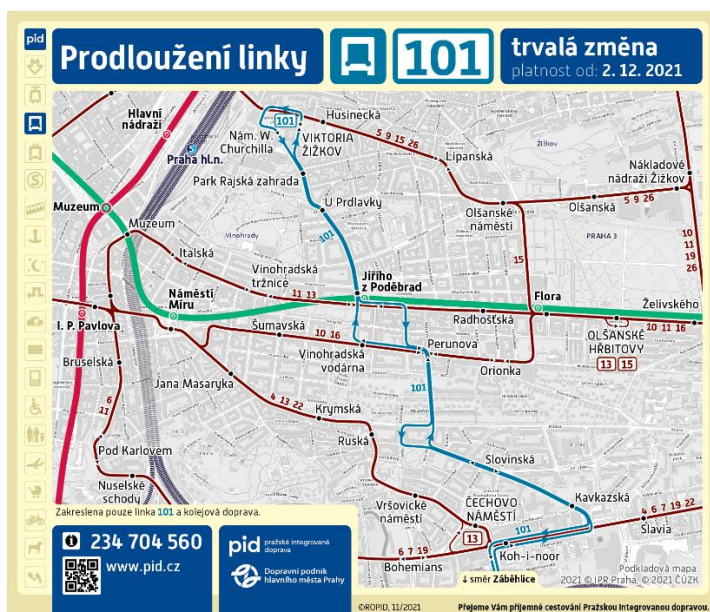 pid
Prodloužení linky
101
trvalá změna
platnost od: 2. 12. 2021
Hlavní
nádraží
Praha hl.n.
Nám. W.
Churchilla
101
VIKTORIA
ŽIŽKOV
Husinecká
5 9 15 26
Lipanská
Žižkov
Nákladové
nádraží Žižkov
Park Rajská zahrada
U Prdlavky
Olšanské
náměstí
Olšanská
5 9 26
Muzeum
Muzeum
Vinohrady
101
PRAHA 3
10
11
19
26
Italská
15
Vinohradská
tržnice
11 13
Jiřího
z Poděbrad
Náměstí
Míru
Flora
Želivského
I. P. Pavlova
Šumavská
10 16
Radhošťská
OLŠANSKÉ
HŘBITOVY
10 11 16
13 15
Bruselská
Vinohradská
vodárna
Perunova
Orionka
Jana Masaryka
101
6
11
4 13 22
Krymská
Ruská
Pod Karlovem
Slovinská
Nuselské
schody
Vršovické
náměstí
ČECHOVO
NÁMĚSTÍ
Kavkazská
4 6 7 19 22
Slavia
13
101
Koh-i-noor
6 7 19
Bohemians
Zakreslena pouze linka 101 a kolejová doprava.
234 704 560
www.pid.cz
pid pražská integrovaná
doprava
Dopravní podnik
hlavního města Prahy
↓ směr Záběhlice
Podkladová mapa:
2021 © IPR Praha, © 2021 ČÚZK
©ROPID, 11/2021
Přejeme Vám příjemné cestování Pražskou integrovanou dopravou.